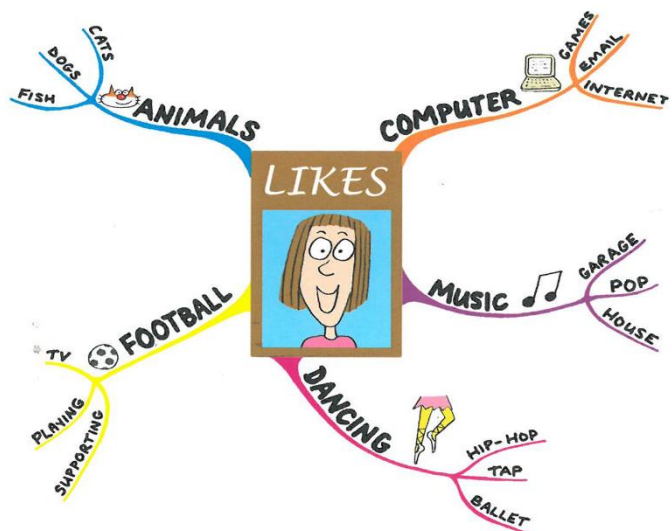 LIKES
COMPUTER
GAMES
EMAIL
INTERNET
MUSIC
GARAGE
POP
HOUSE
DANCING
HIP-HOP
TAP
BALLET
FOOTBALL
TV
PLAYING
SUPPORTING
ANIMALS
CATS
DOGS
FISH